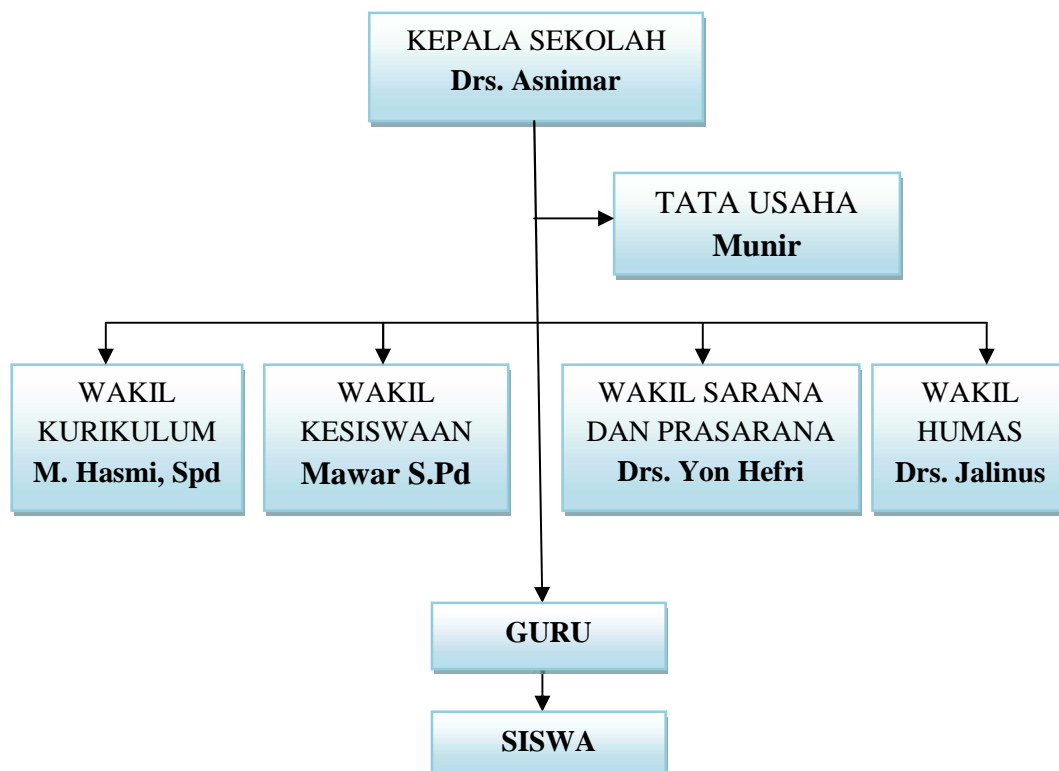 KEPALA SEKOLAH
Drs. Asnimar
TATA USAHA
Munir
WAKIL
KURIKULUM
M. Hasmi, Spd
WAKIL
KESISWAAN
Mawar S.Pd
WAKIL SARANA
DAN PRASARANA
Drs. Yon Hefri
WAKIL
HUMAS
Drs. Jalinus
GURU
SISWA